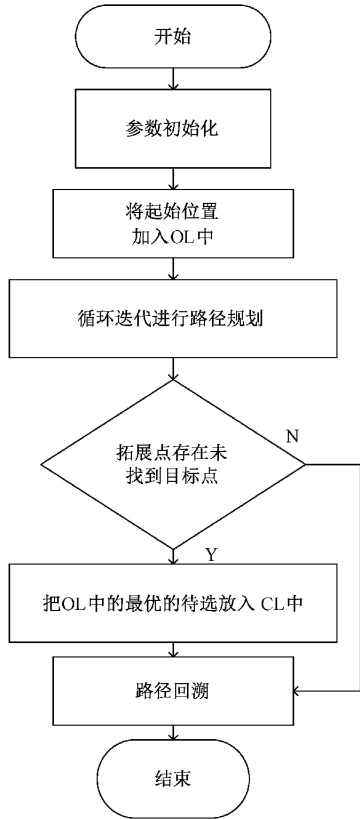 开始
参数初始化
将起始位置
加入OL中
循环迭代进行路径规划
拓展点存在未
找到目标点
N
Y
把OL中的最优的待选放入 CL中
路径回溯
结束